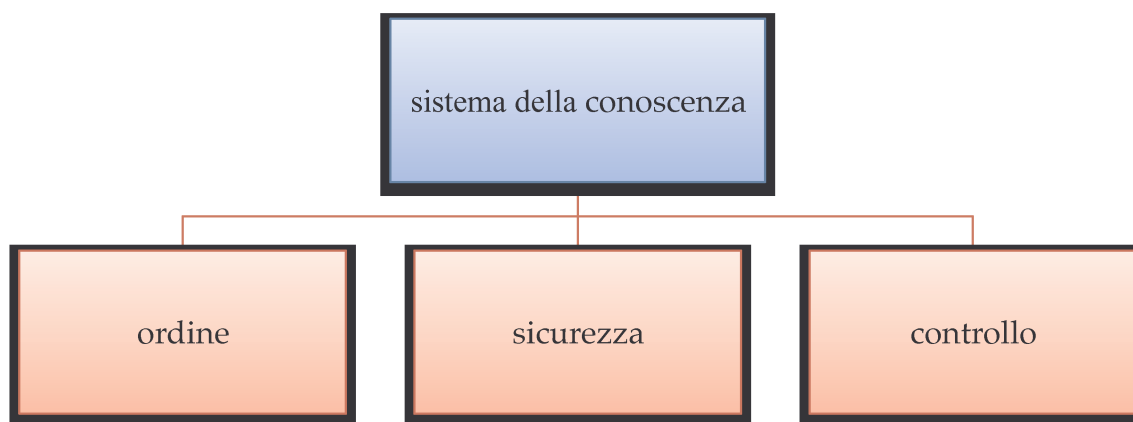 sistema della conoscenza
ordine
sicurezza
controllo